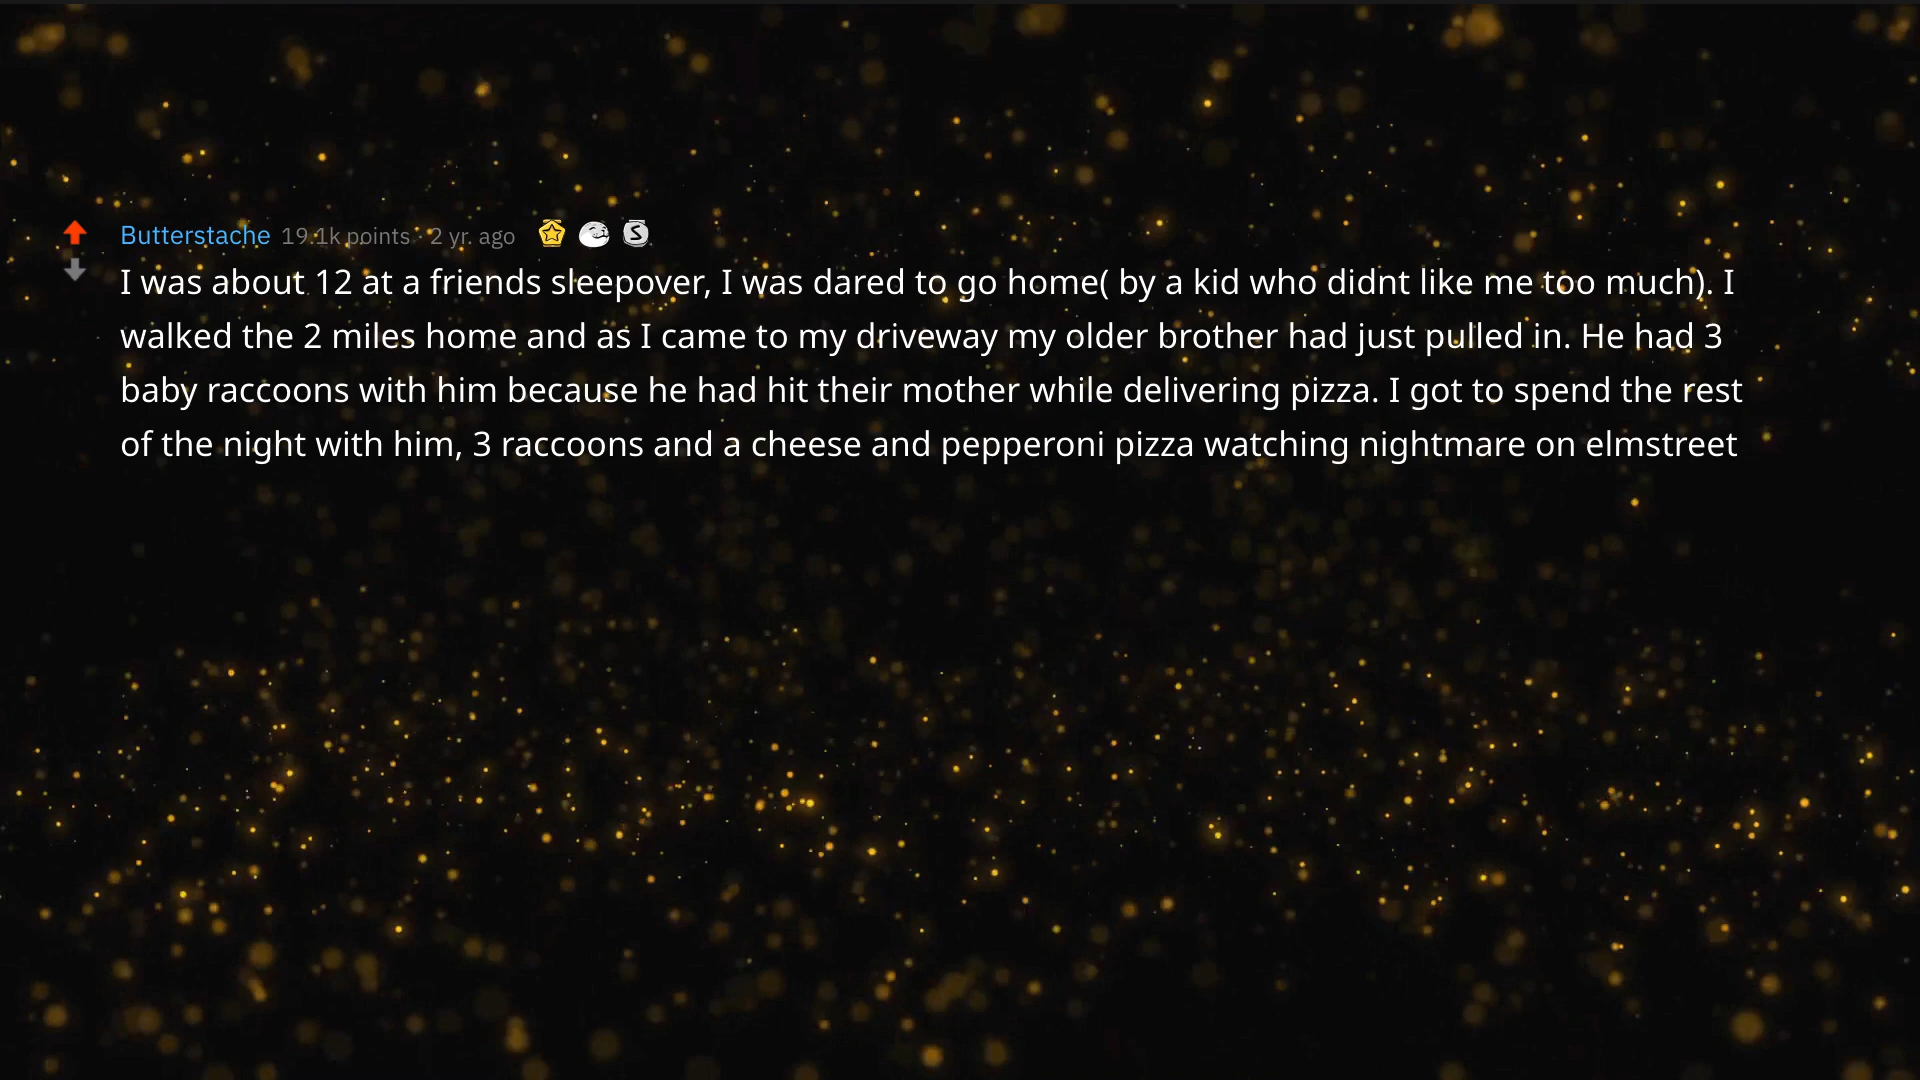 Butterstache 19.1k points · 2 yr. ago S
I was about 12 at a friends sleepover, I was dared to go home( by a kid who didnt like me too much). I
walked the 2 miles home and as I came to my driveway my older brother had just pulled in. He had 3
baby raccoons with him because he had hit their mother while delivering pizza. I got to spend the rest
of the night with him, 3 raccoons and a cheese and pepperoni pizza watching nightmare on elmstreet